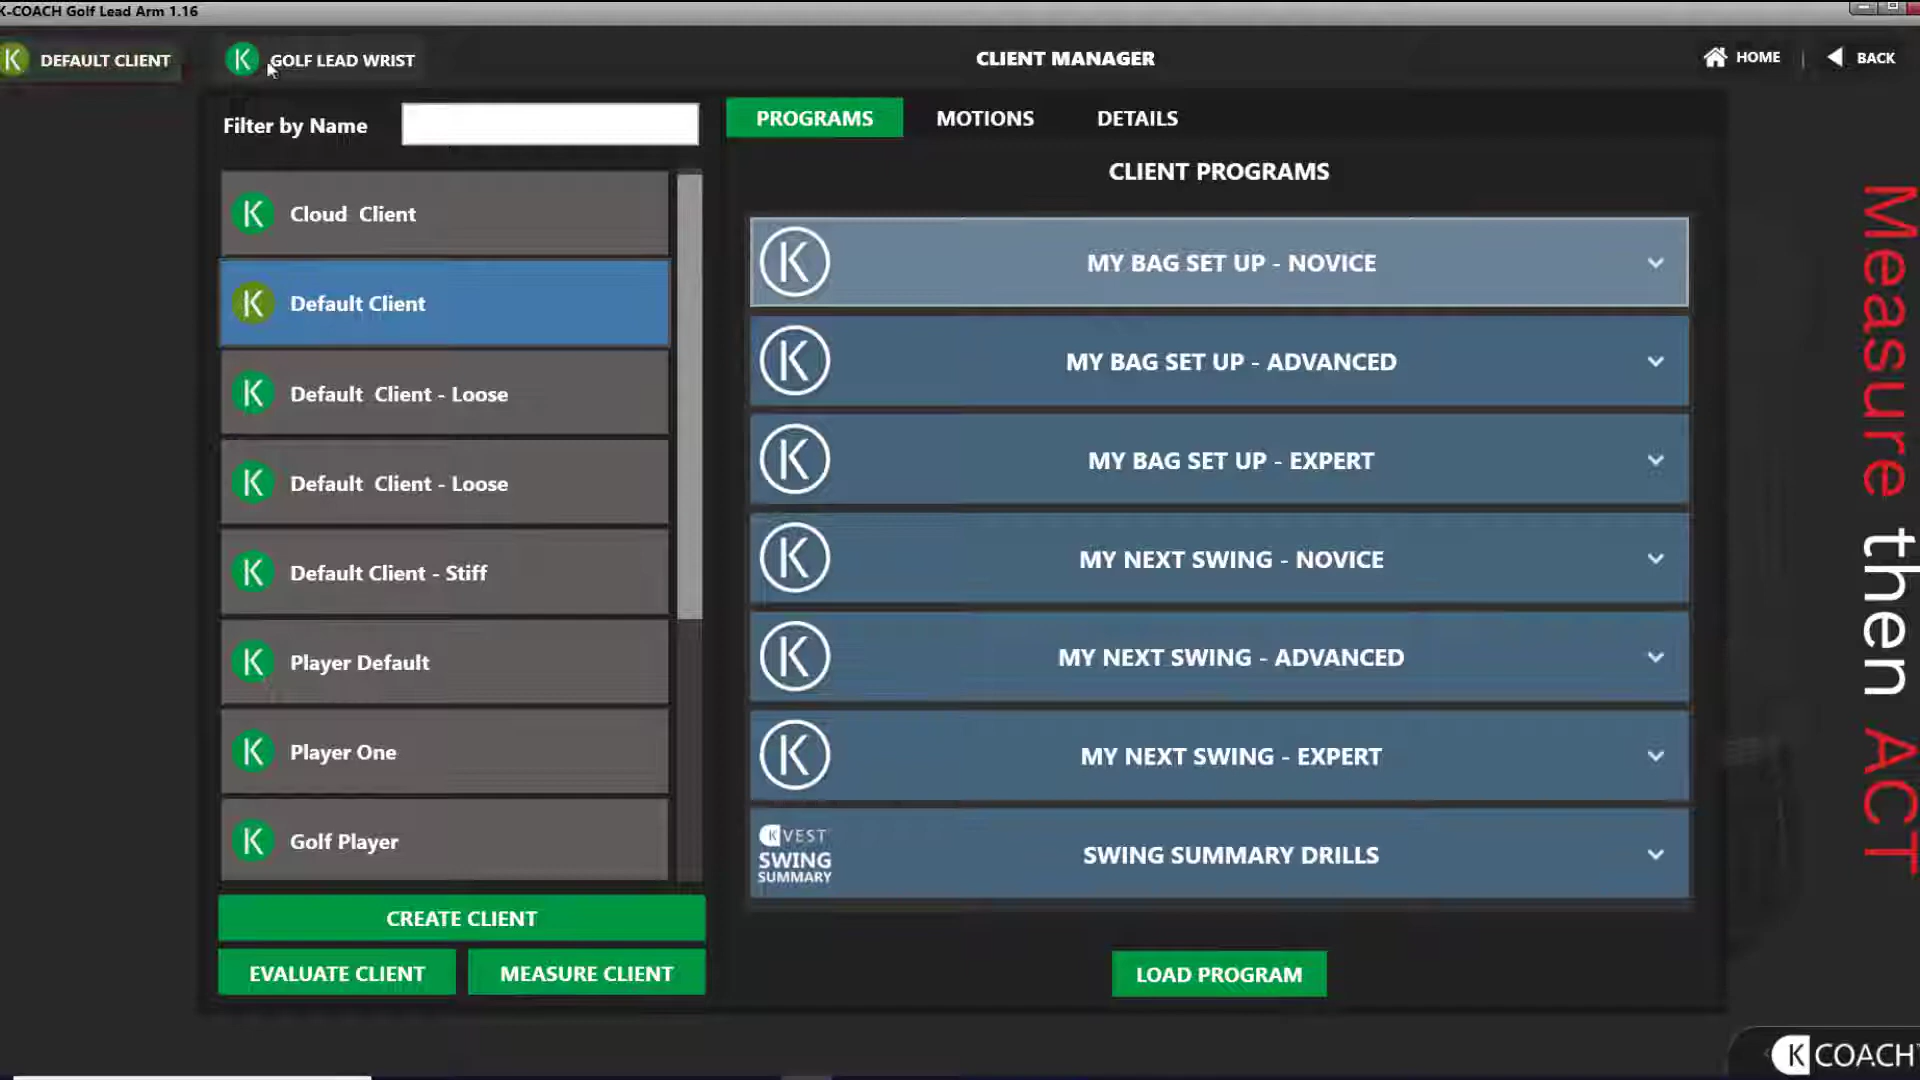 K-COACH Golf Lead Arm 1.16
DEFAULT CLIENT
GOLF LEAD WRIST
CLIENT MANAGER
HOME
BACK
Filter by Name
Cloud Client
Default Client
Default Client - Loose
Default Client - Loose
Default Client - Stiff
Player Default
Player One
Golf Player
CREATE CLIENT
EVALUATE CLIENT
MEASURE CLIENT
PROGRAMS
MOTIONS
DETAILS
CLIENT PROGRAMS
MY BAG SET UP - NOVICE
MY BAG SET UP - ADVANCED
MY BAG SET UP - EXPERT
MY NEXT SWING - NOVICE
MY NEXT SWING - ADVANCED
MY NEXT SWING - EXPERT
K VEST
SWING
SUMMARY
SWING SUMMARY DRILLS
LOAD PROGRAM
Measure then ACT
K COACH